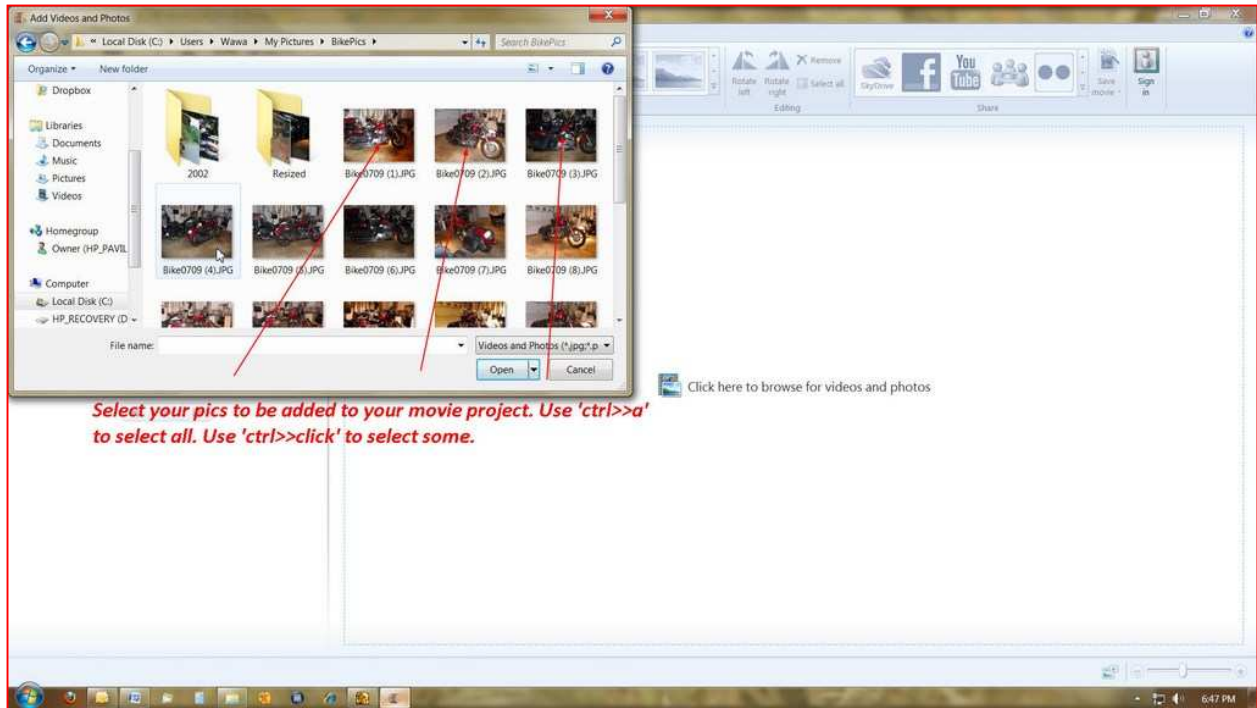 Add Videos and Photos
« Local Disk (C:) ▸ Users ▸ Wawa ▸ My Pictures ▸ BikePics ▸
Search BikePics
Organize
New folder
Dropbox
Libraries
Documents
Music
Pictures
Videos
Homegroup
Owner (HP_PAVIL
Computer
Local Disk (C:)
HP_RECOVERY (D
2002
Resized
Bike0709 (1).JPG
Bike0709 (2).JPG
Bike0709 (3).JPG
Bike0709 (4).JPG
Bike0709 (5).JPG
Bike0709 (6).JPG
Bike0709 (7).JPG
Bike0709 (8).JPG
File name:
Videos and Photos (*.jpg;*.p
Open
Cancel
Rotate left
Rotate right
Remove
Select all
Editing
SkyDrive
f
You Tube
Share
Save movie
Sign in
Click here to browse for videos and photos
Select your pics to be added to your movie project. Use 'ctrl>>a'
to select all. Use 'ctrl>>click' to select some.
6:47 PM